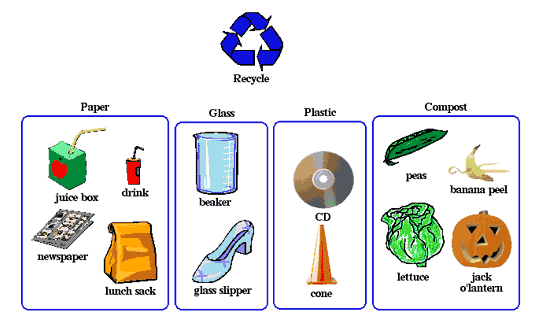 Recycle
Paper
Glass
Plastic
Compost
juice box
drink
newspaper
lunch sack
beaker
glass slipper
CD
cone
peas
banana peel
lettuce
jack
o'lantern